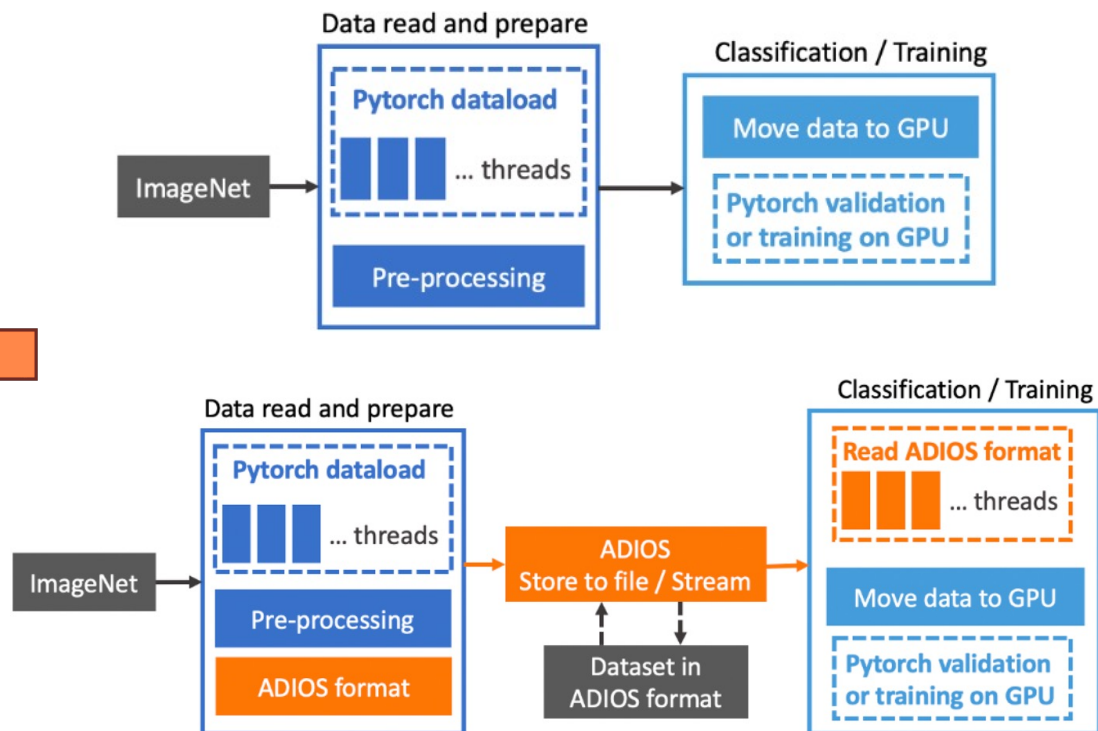 Data read and prepare
Classification / Training
Pytorch dataload
... threads
ImageNet
Pre-processing
Move data to GPU
Pytorch validation
or training on GPU
Data read and prepare
Classification / Training
Pytorch dataload
... threads
ImageNet
Pre-processing
ADIOS format
ADIOS
Store to file / Stream
Dataset in
ADIOS format
Read ADIOS format
... threads
Move data to GPU
Pytorch validation
or training on GPU